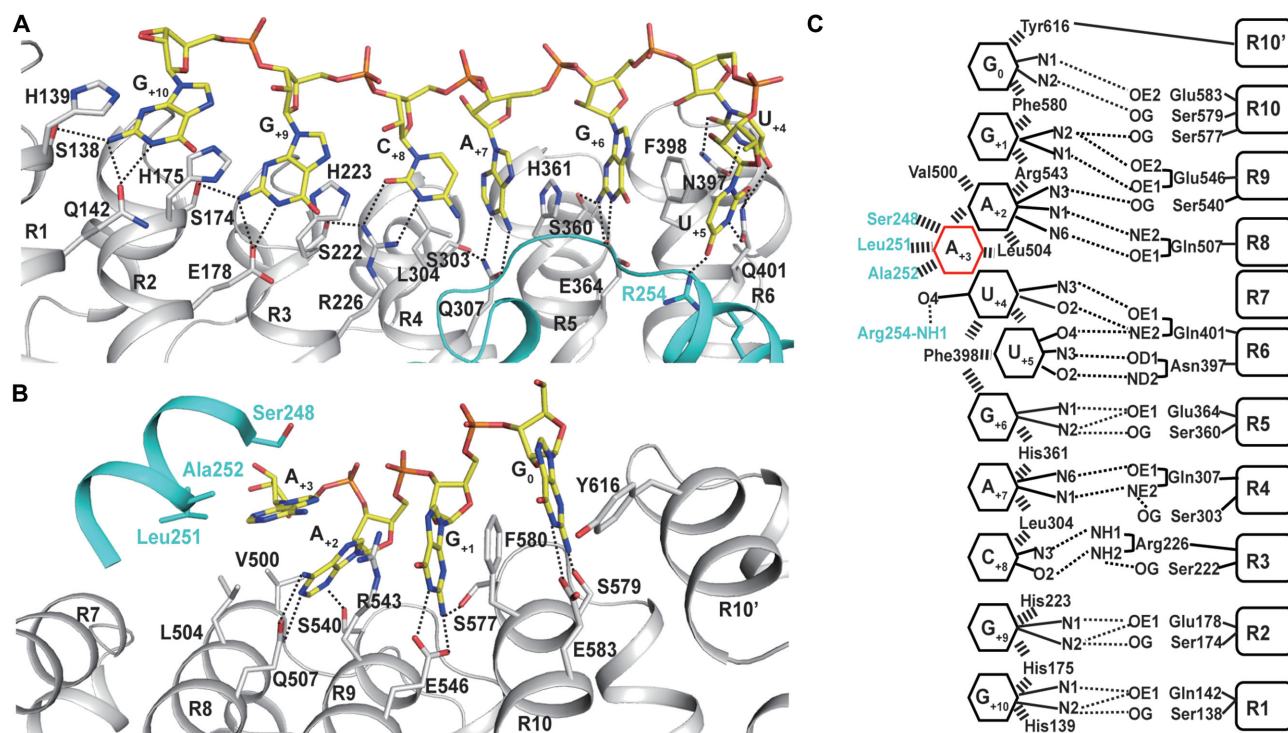 A
H139
S138
G+10
H175
Q142
S174
G+9
H223
E178
S222
R226
C+8
L304
S303
A+7
H361
Q307
S360
G+6
E364
F398
N397
R254
U+5
U+4
Q401
R1
R2
R3
R4
R5
R6
B
Ser248
Ala252
Leu251
A+3
A+2
V500
L504
Q507
R543
S540
G+1
E546
S577
F580
G0
Y616
S579
E583
R7
R8
R9
R10
R10'
C
Tyr616 R10'
G0 N1 OE2 Glu583 R10
N2 OG Ser579
Phe580 Ser577
G+1 N2 OE2 Glu546 R9
N1 OE1
Val500 Arg543
Ser248 A+2 N3 OG Ser540
Leu251 A+3 N1 NE2 Gln507 R8
Ala252 N6 OE1
Leu504
O4 U+4 N3 OE1 Gln401 R7
O2 NE2
Arg254-NH1
Phe398 U+5 O4
N3 OD1 Asn397 R6
O2 ND2
G+6 N1 OE1 Glu364 R5
N2 OG Ser360
His361
A+7 N6 OE1 Gln307 R4
N1 NE2
OG Ser303
Leu304
C+8 N3 NH1 Arg226 R3
O2 NH2
OG Ser222
His223
G+9 N1 OE1 Glu178 R2
N2 OG Ser174
His175
G+10 N1 OE1 Gln142 R1
N2 OG Ser138
His139